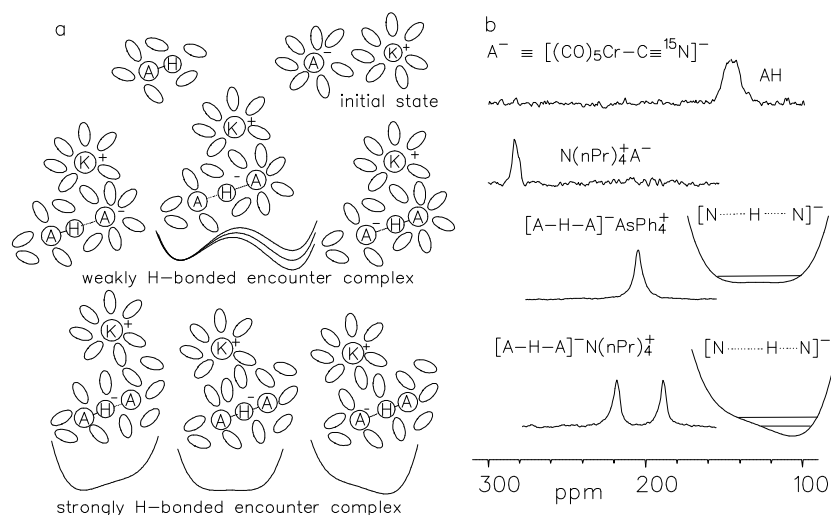 a
A H
A - K +
initial state
K +
A H A -
K +
A H - A
K +
A - H A
weakly H-bonded encounter complex
K +
A H - A
K +
A H - A
K +
A - H A
strongly H-bonded encounter complex
b
A⁻ ≡ [(CO)₅Cr−C≡¹⁵N]⁻
AH
N(nPr)₄⁺A⁻
[A−H−A]⁻AsPh₄⁺
[N┈┈H┈┈N]⁻
[A−H−A]⁻N(nPr)₄⁺
[N┈┈H┈┈N]⁻
300 200 100
ppm